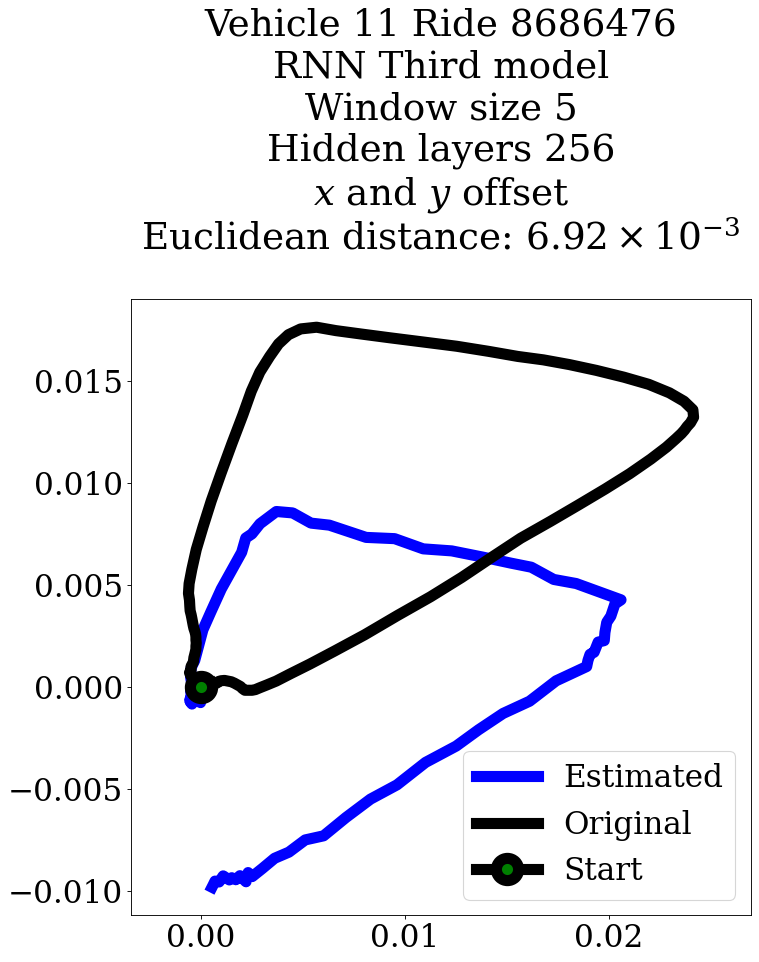 Vehicle 11 Ride 8686476
RNN Third model
Window size 5
Hidden layers 256
x and y offset
Euclidean distance: 6.92 × 10⁻³
0.015
0.010
0.005
0.000
−0.005
−0.010
Estimated
Original
Start
0.00 0.01 0.02